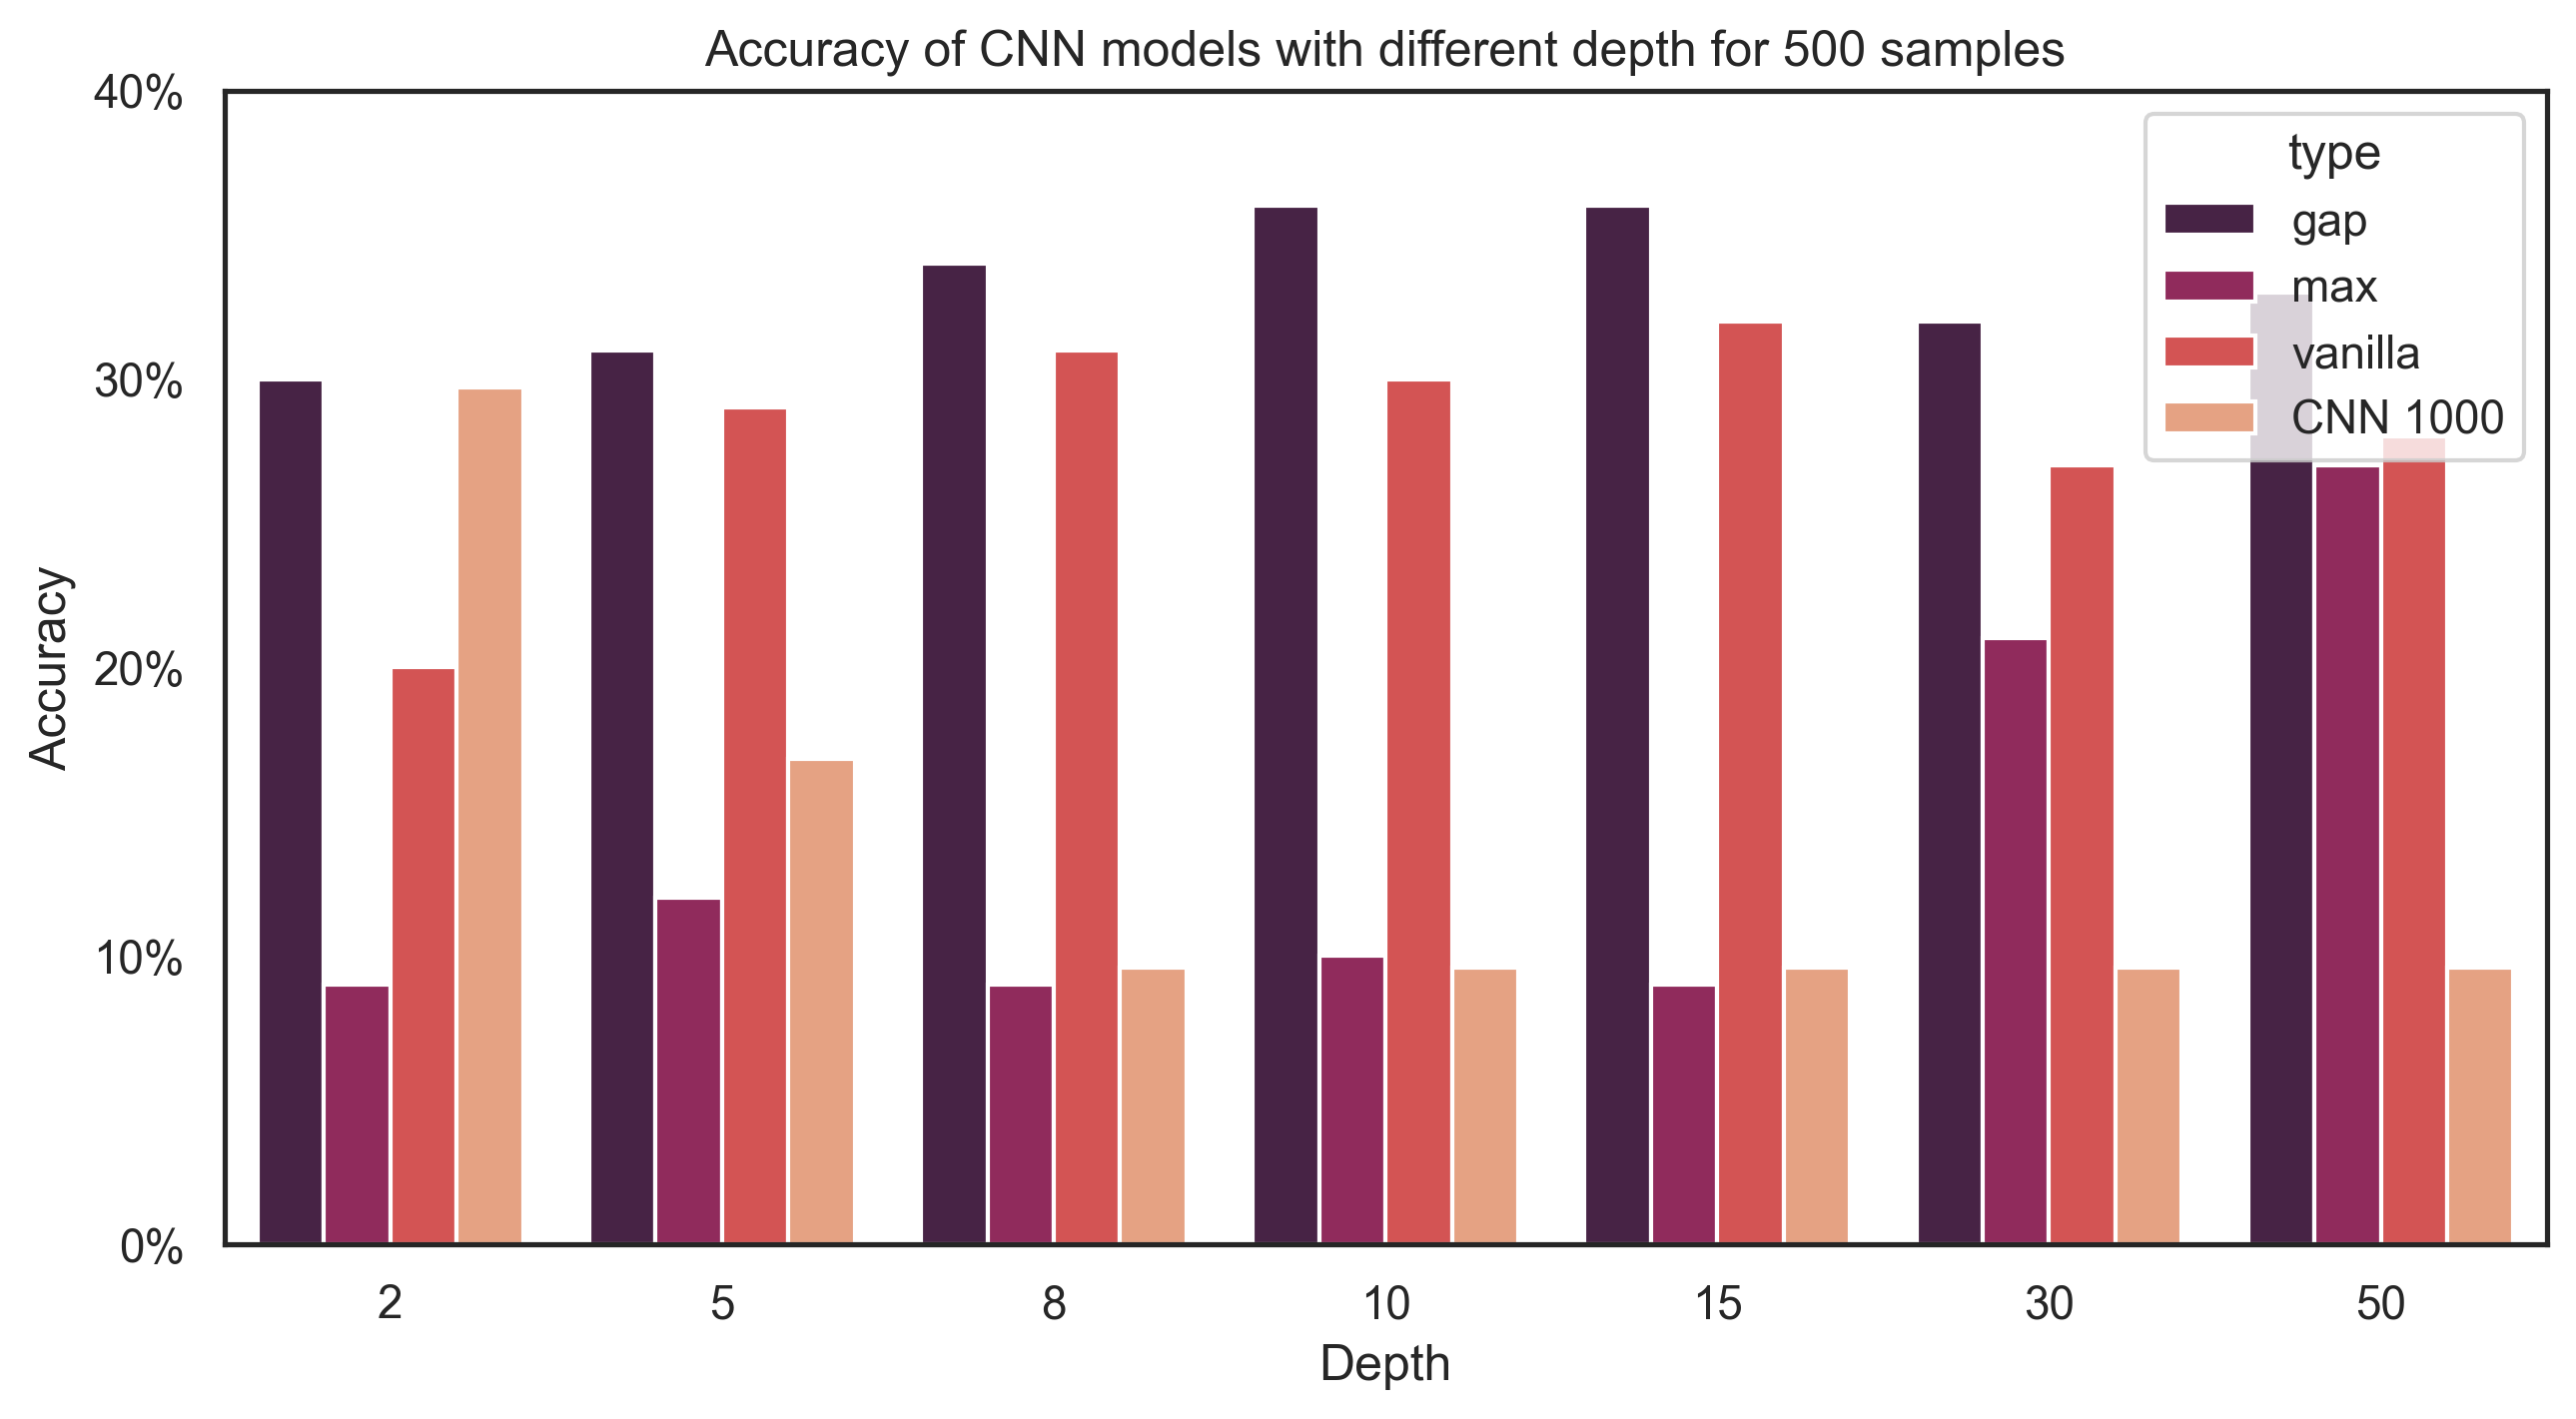 Accuracy of CNN models with different depth for 500 samples
40%
30%
20%
10%
0%
Accuracy
type
gap
max
vanilla
CNN 1000
2 5 8 10 15 30 50
Depth